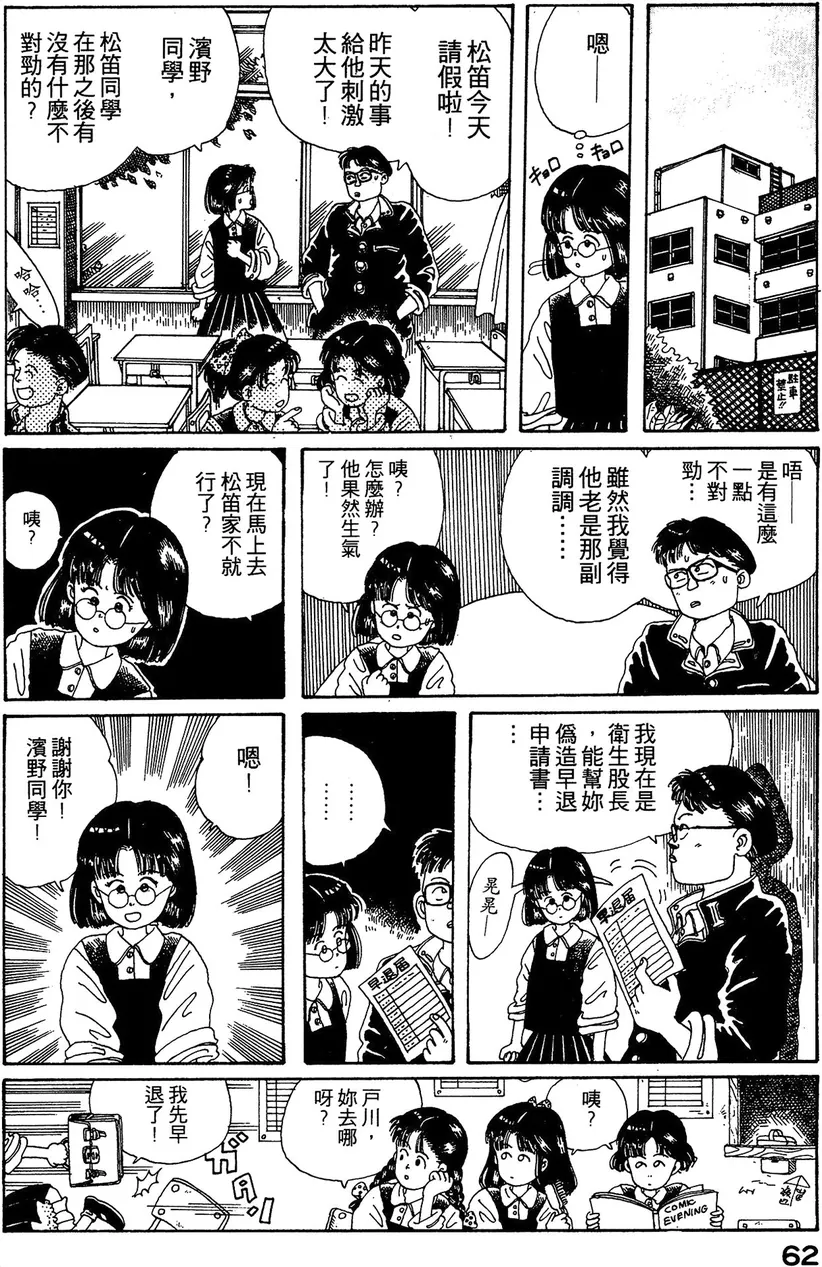 駐車
禁止!!
嗯——
キョロ
キョロ
松笛今天
請假啦！
昨天的事
給他刺激
太大了！
濱野
同學，
松笛同學
在那之後有
沒有什麼不
對勁的？
哈
哈…
唔——
是有這麼
一點
不對
勁…
雖然我覺得
他老是那副
調調……
咦？
怎麼辦？
他果然生氣
了！
現在馬上去
松笛家不就
行了？
咦？
我現在是
衛生股長
，能幫妳
偽造早退
申請書…
…
晃
晃—
早退届
……
早退届
嗯！
謝謝你！
濱野同學！
咦？
COMIC
EVENING
戶川，
妳去哪
呀？
ガタ!
我先早
退了！
62